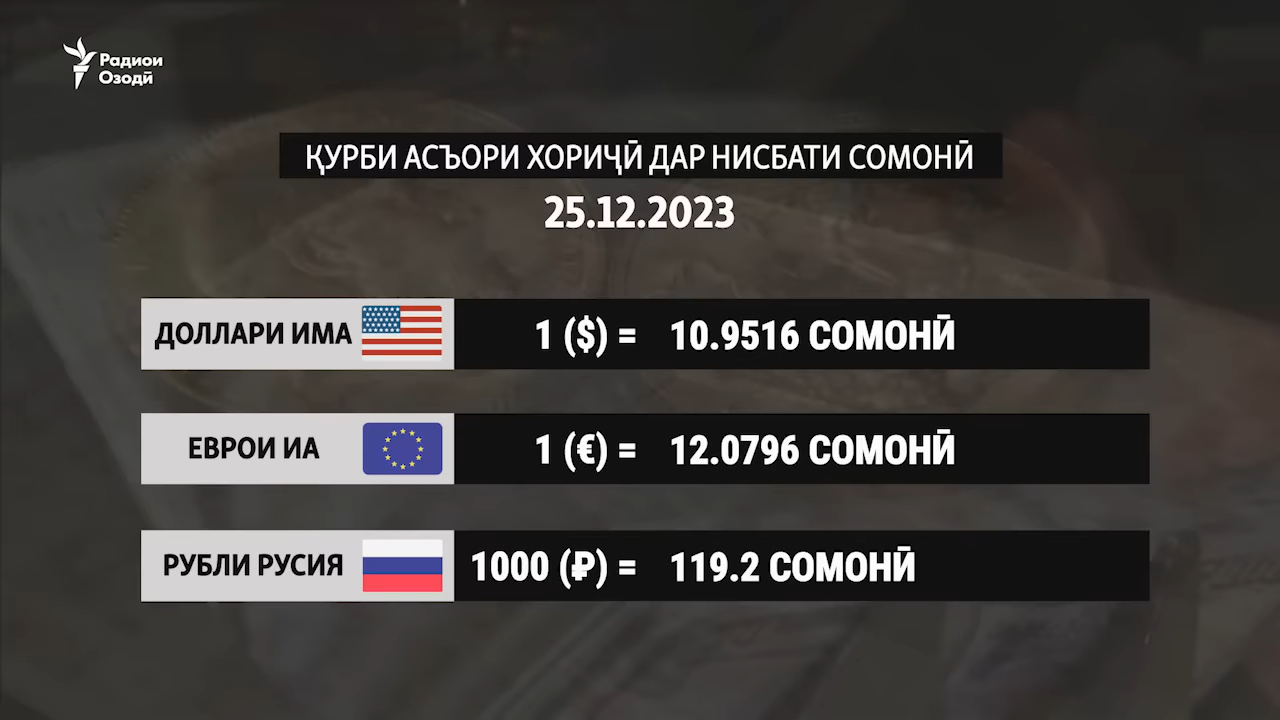 Радиои
Озодӣ
ҚУРБИ АСЪОРИ ХОРИҶӢ ДАР НИСБАТИ СОМОНӢ
25.12.2023
ДОЛЛАРИ ИМА 1 ($) = 10.9516 СОМОНӢ
ЕВРОИ ИА 1 (€) = 12.0796 СОМОНӢ
РУБЛИ РУСИЯ 1000 (₽) = 119.2 СОМОНӢ